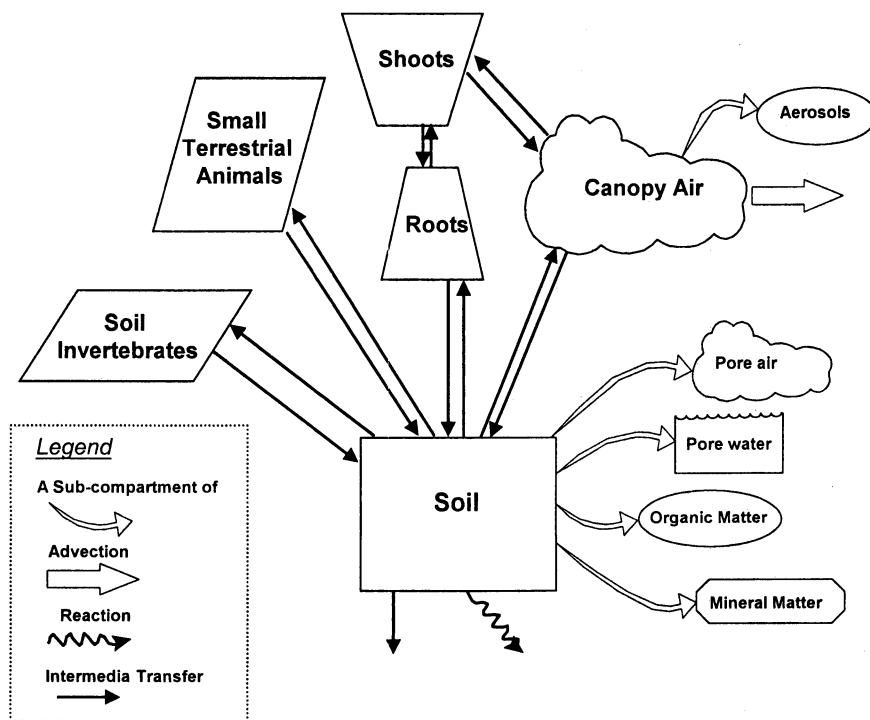 Shoots
Aerosols
Small
Terrestrial
Animals
Canopy Air
Roots
Soil
Invertebrates
Pore air
Pore water
Legend
A Sub-compartment of
Soil
Organic Matter
Advection
Mineral Matter
Reaction
Intermedia Transfer